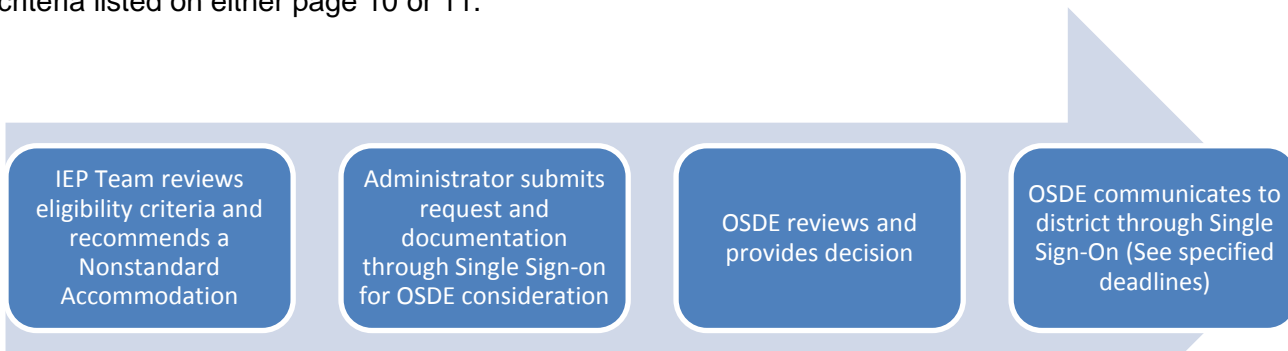 criteria listed on either page 10 or 11.
IEP Team reviews
eligibility criteria and
recommends a
Nonstandard
Accommodation
Administrator submits
request and
documentation
through Single Sign-on
for OSDE consideration
OSDE reviews and
provides decision
OSDE communicates to
district through Single
Sign-On (See specified
deadlines)